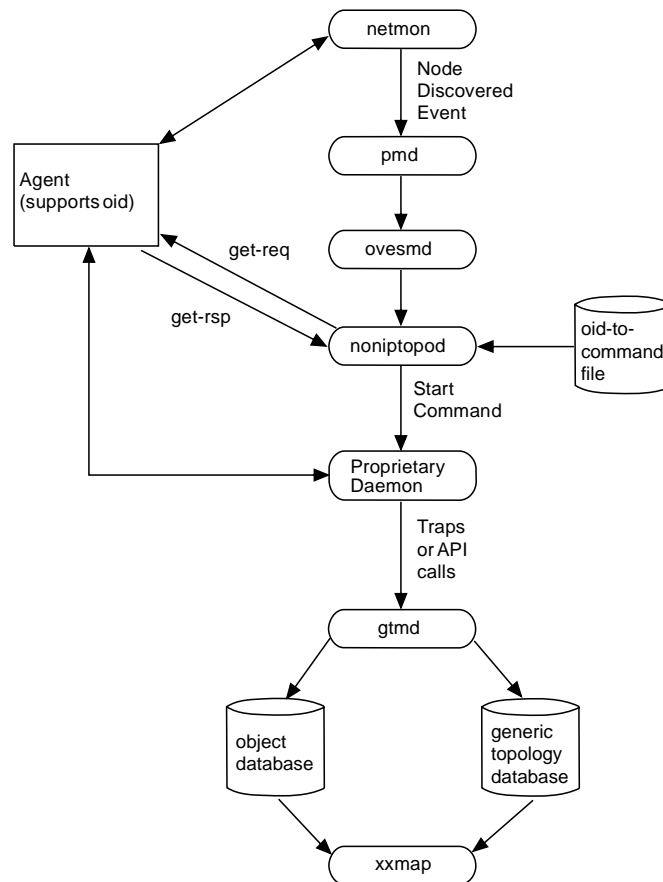 netmon
Node
Discovered
Event
pmd
Agent
(supports oid)
ovesmd
get-req
get-rsp
noniptopod
oid-to-
command
file
Start
Command
Proprietary
Daemon
Traps
or API
calls
gtmd
object
database
generic
topology
database
xxmap